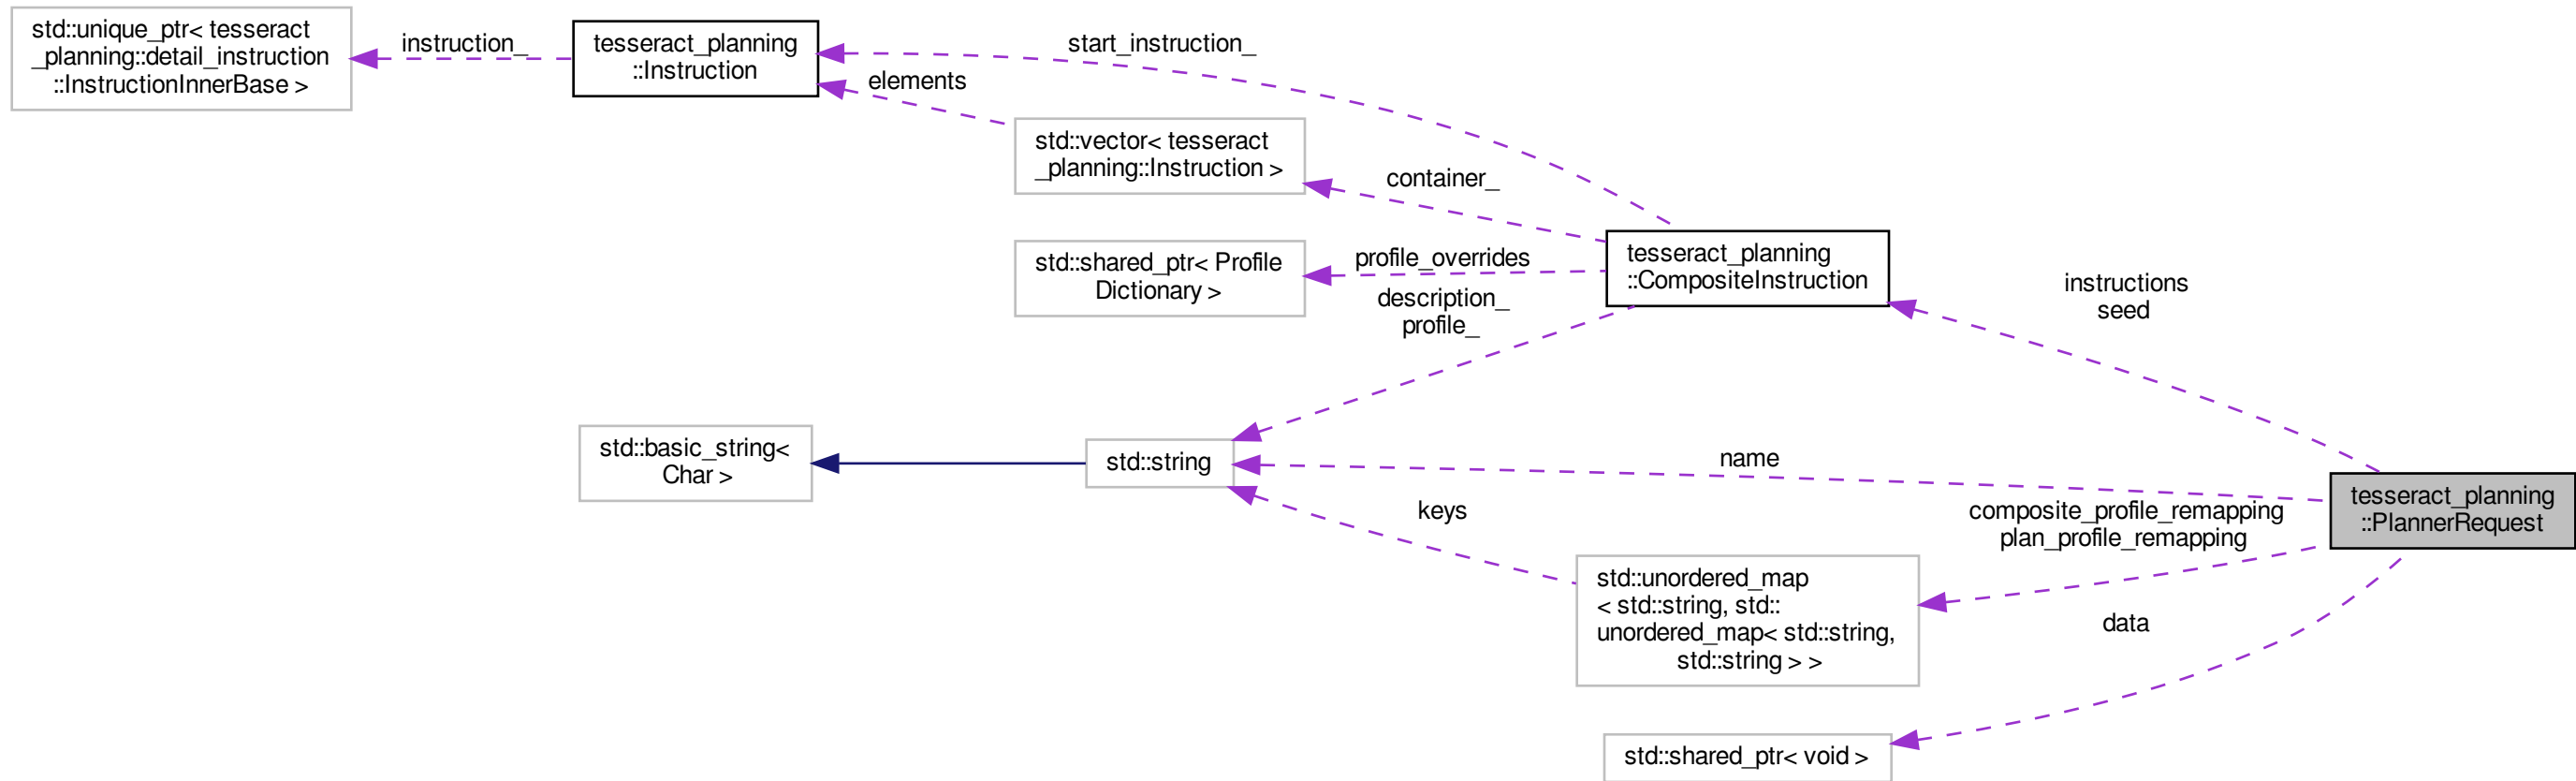 std::unique_ptr< tesseract
_planning::detail_instruction
::InstructionInnerBase >
instruction_
tesseract_planning
::Instruction
start_instruction_
elements
std::vector< tesseract
_planning::Instruction >
container_
std::shared_ptr< Profile
Dictionary >
profile_overrides
description_
profile_
tesseract_planning
::CompositeInstruction
instructions
seed
std::basic_string<
Char >
std::string
name
keys
composite_profile_remapping
plan_profile_remapping
tesseract_planning
::PlannerRequest
std::unordered_map
< std::string, std::
unordered_map< std::string,
std::string > >
data
std::shared_ptr< void >